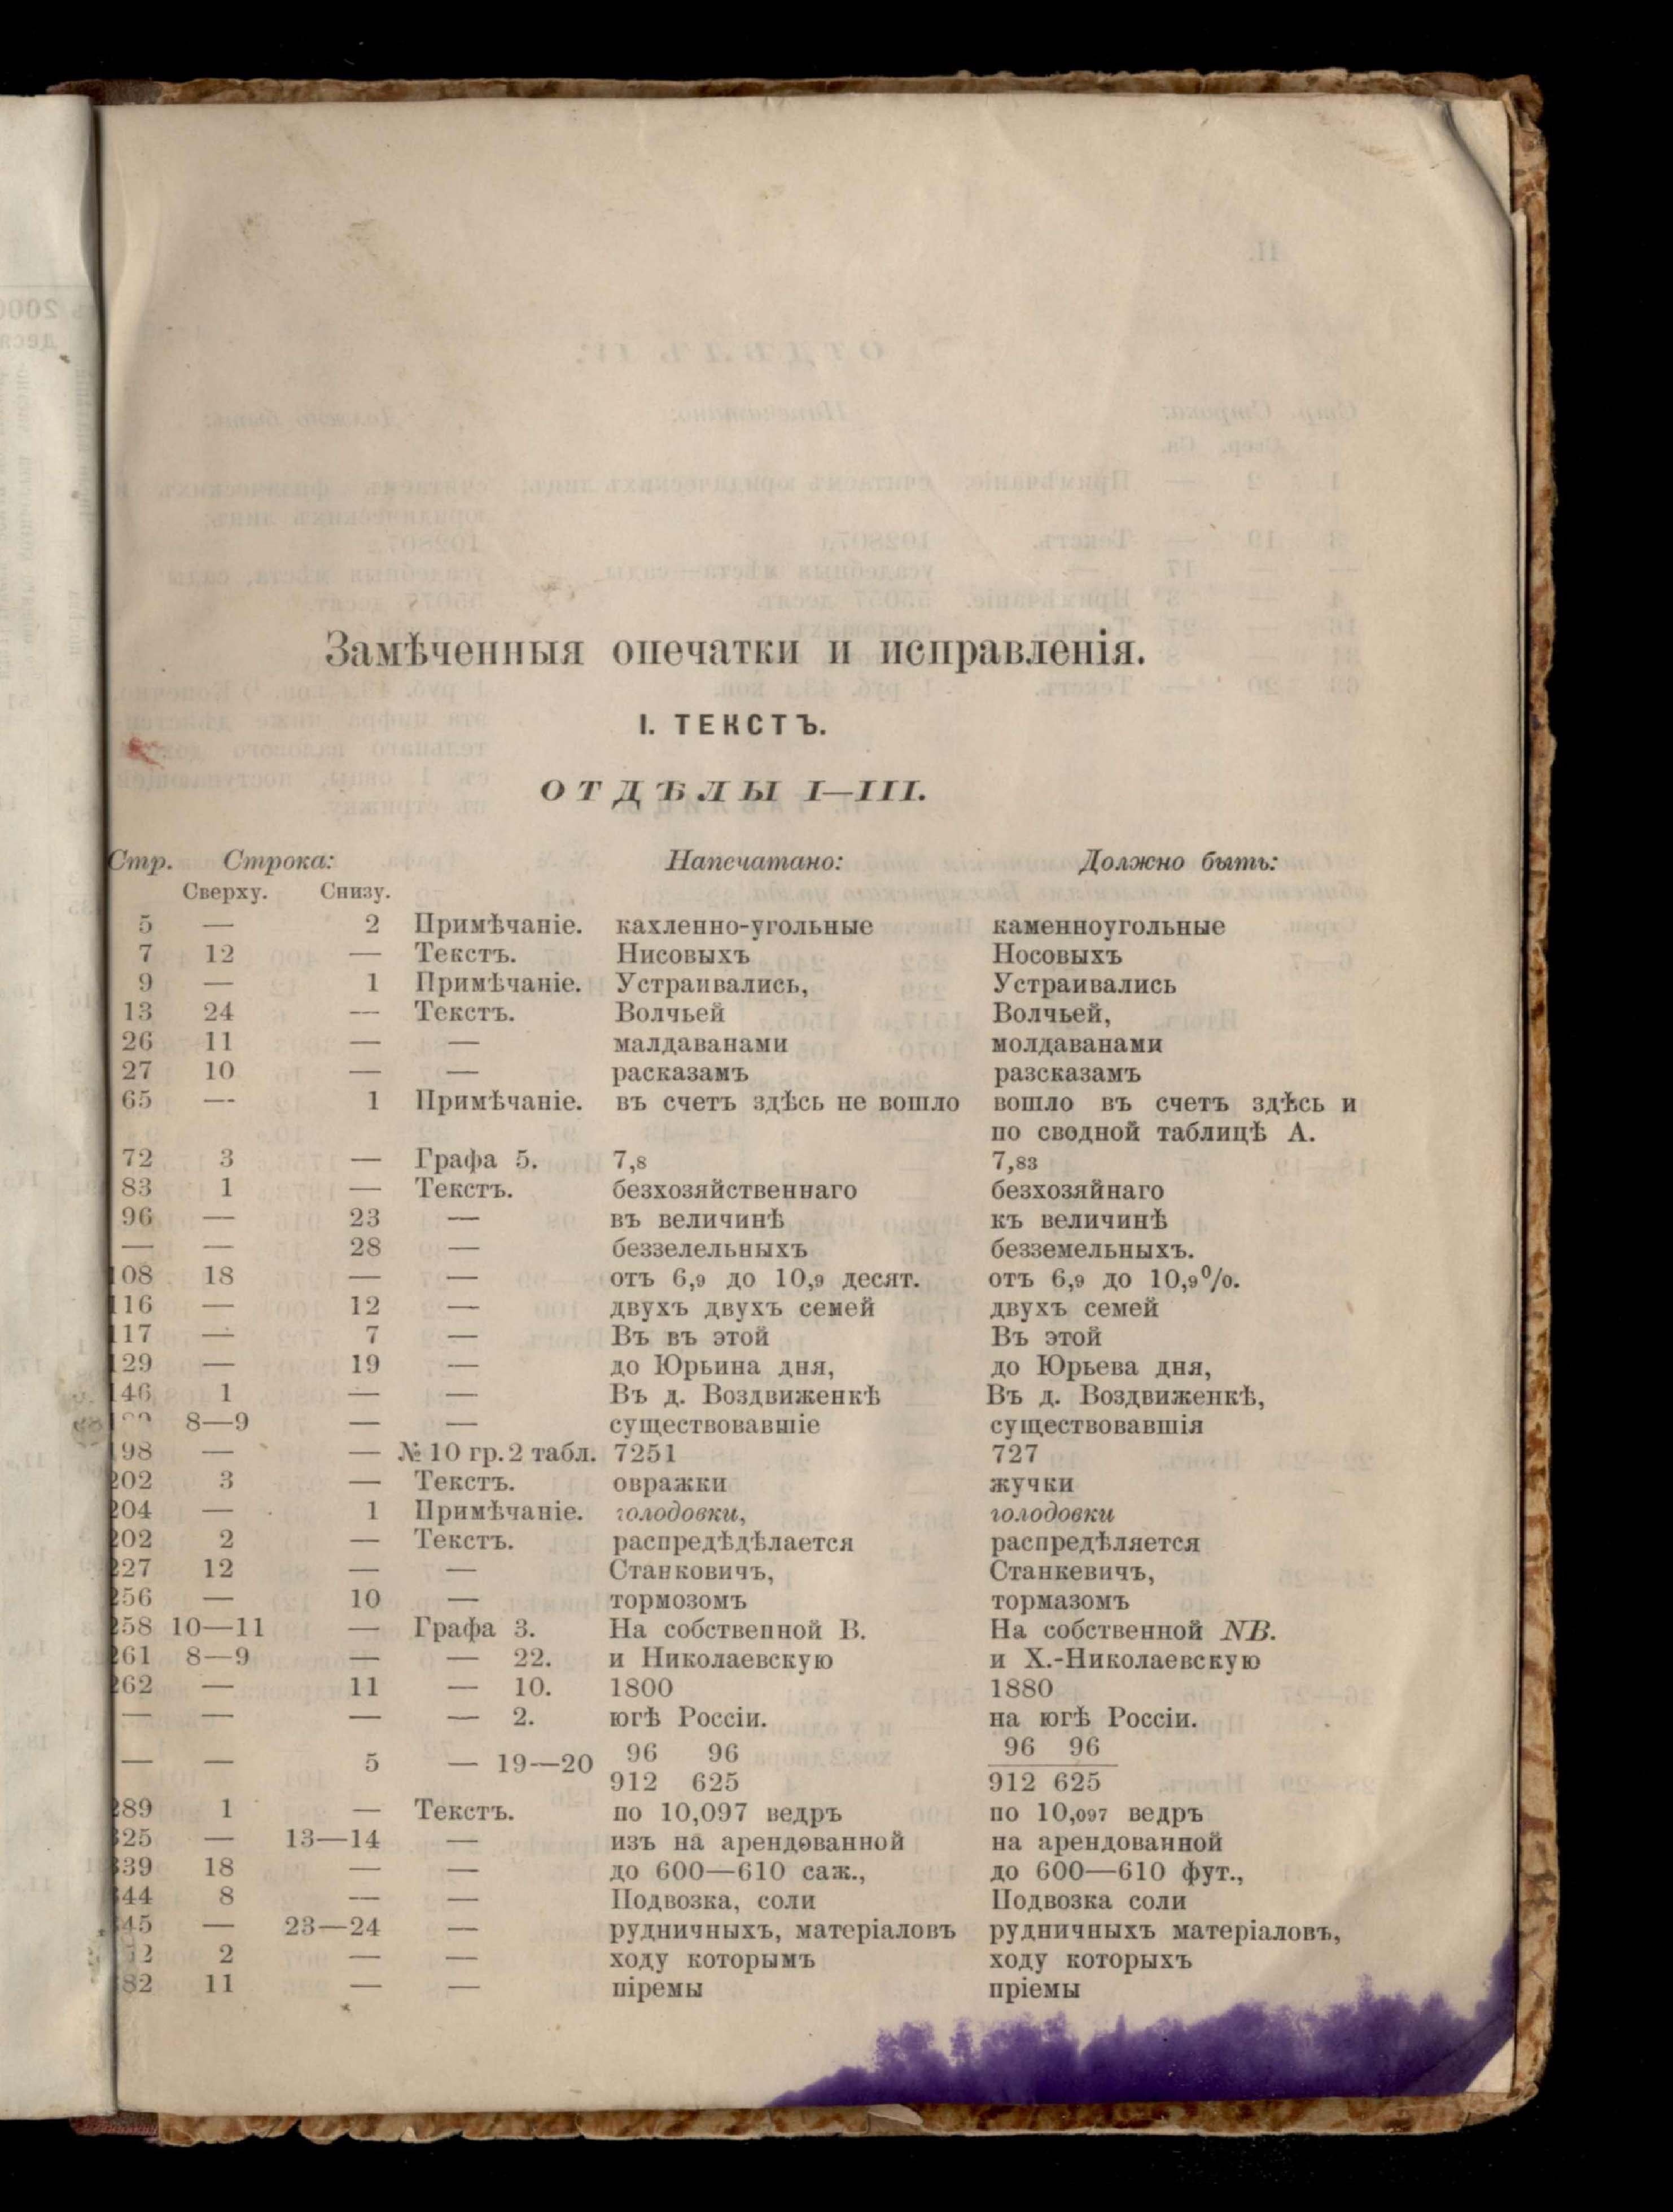 Замѣченныя опечатки и исправленія.
I. ТЕКСТЪ.
ОТДѢЛЫ I—III.
Стр. Строка: Напечатано: Должно быть:
Сверху. Снизу.
5 — 2 Примѣчаніе. кахленно-угольные каменноугольные
7 12 — Текстъ. Нисовыхъ Носовыхъ
9 — 1 Примѣчаніе. Устраивались, Устраивались
13 24 — Текстъ. Волчьей Волчьей,
26 11 — — малдаванами молдаванами
27 10 — — расказамъ разсказамъ
65 — 1 Примѣчаніе. въ счетъ здѣсь не вошло вошло въ счетъ здѣсь и
по сводной таблицѣ А.
72 3 — Графа 5. 7,8 7,83
83 1 — Текстъ. безхозяйственнаго безхозяйнаго
96 — 23 — въ величинѣ къ величинѣ
— — 28 — беззелельныхъ безземельныхъ.
108 18 — — отъ 6,9 до 10,9 десят. отъ 6,9 до 10,9%.
116 — 12 — двухъ двухъ семей двухъ семей
117 — 7 — Въ въ этой Въ этой
129 — 19 — до Юрьина дня, до Юрьева дня,
146 1 — — Въ д. Воздвиженкѣ Въ д. Воздвиженкѣ,
8—9 — — существовавшіе существовавшія
198 — — № 10 гр. 2 табл. 7251 727
202 3 — Текстъ. овражки жучки
204 — 1 Примѣчаніе. голодовки, голодовки
202 2 — Текстъ. распредѣдѣлается распредѣляется
227 12 — — Станковичъ, Станкевичъ,
256 — 10 — тормозомъ тормазомъ
258 10—11 — Графа 3. На собственной В. На собственной NB.
261 8—9 — — 22. и Николаевскую и Х.-Николаевскую
262 — 11 — 10. 1800 1880
— — — — 2. югѣ Россіи. на югѣ Россіи.
96 96 96 96
— — 5 — 19—20
912 625 912 625
289 1 — Текстъ. по 10,097 ведръ по 10,097 ведръ
325 — 13—14 — изъ на арендованной на арендованной
339 18 — — до 600—610 саж., до 600—610 фут.,
344 8 — — Подвозка, соли Подвозка соли
345 — 23—24 — рудничныхъ, матеріаловъ рудничныхъ матеріаловъ,
2 — — ходу которымъ ходу которыхъ
82 11 — — піремы пріемы